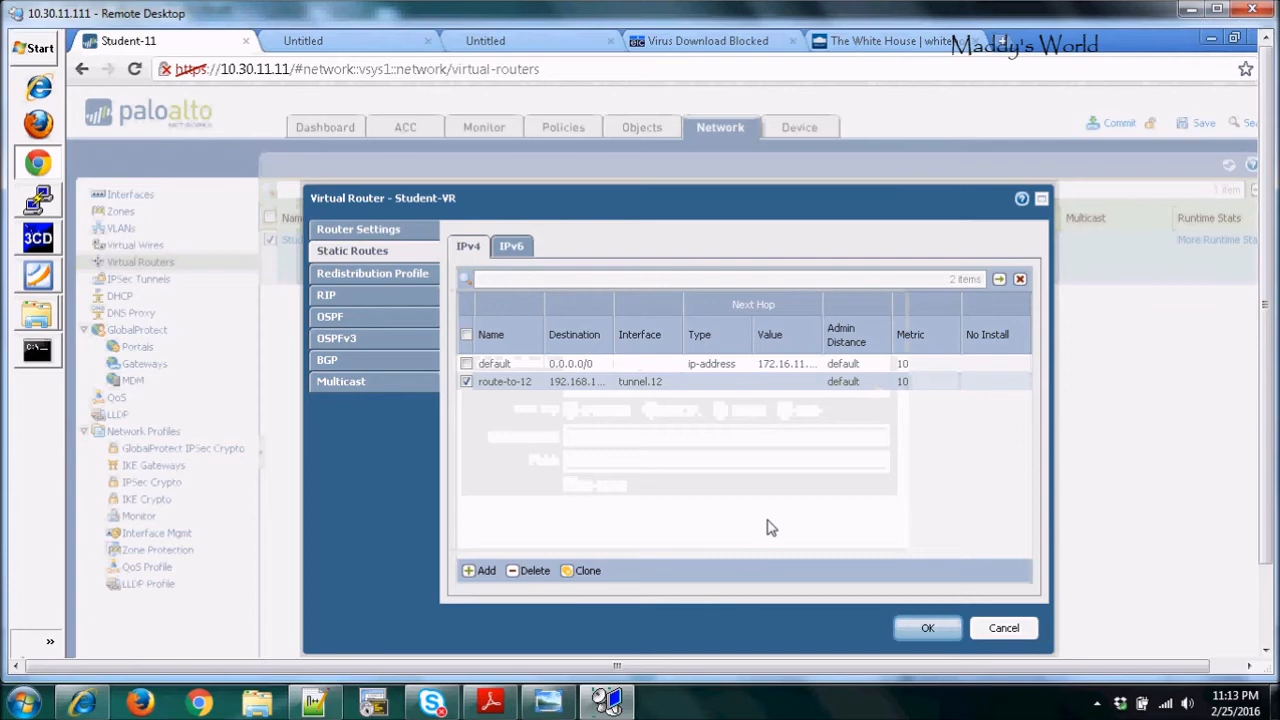 10.30.11.111 - Remote Desktop
Start
Student-11
Untitled
Untitled
Virus Download Blocked
The White House | white
Maddy's World
https://10.30.11.11/#network::vsys1::network/virtual-routers
paloalto
NETWORKS
Dashboard
ACC
Monitor
Policies
Objects
Network
Device
Commit
Save
Interfaces
Zones
VLANs
Virtual Wires
Virtual Routers
IPSec Tunnels
DHCP
DNS Proxy
GlobalProtect
Portals
Gateways
MDM
QoS
LLDP
Network Profiles
GlobalProtect IPSec Crypto
IKE Gateways
IPSec Crypto
IKE Crypto
Monitor
Interface Mgmt
Zone Protection
QoS Profile
LLDP Profile
1 item
Multicast
Runtime Stats
More Runtime Sta
Virtual Router - Student-VR
Router Settings
Static Routes
Redistribution Profile
RIP
OSPF
OSPFv3
BGP
Multicast
IPv4
IPv6
2 items
Next Hop
Name
Destination
Interface
Type
Value
Admin Distance
Metric
No Install
default
0.0.0.0/0
ip-address
172.16.11....
default
10
route-to-12
192.168.1...
tunnel.12
default
10
Add
Delete
Clone
OK
Cancel
3CD
11:13 PM
2/25/2016